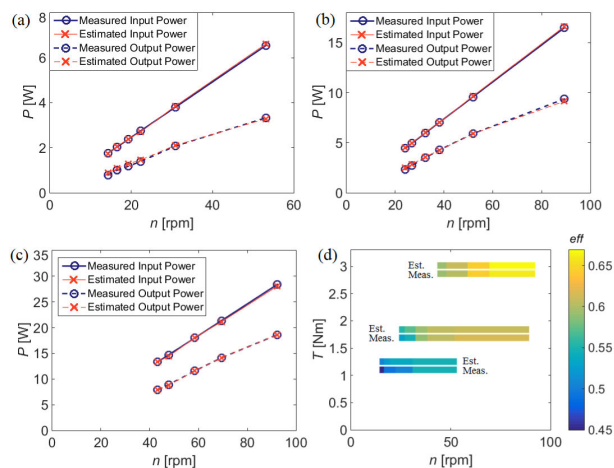 (a)
Measured Input Power
Estimated Input Power
Measured Output Power
Estimated Output Power
8
6
4
2
0
P [W]
0 20 40 60
n [rpm]
(b)
Measured Input Power
Estimated Input Power
Measured Output Power
Estimated Output Power
15
10
5
0
P [W]
0 20 40 60 80 100
n [rpm]
(c)
Measured Input Power
Estimated Input Power
Measured Output Power
Estimated Output Power
35
30
25
20
15
10
5
0
P [W]
0 20 40 60 80 100
n [rpm]
(d)
Est.
Meas.
Est.
Meas.
Est.
Meas.
3
2.5
2
1.5
1
0.5
0
T [Nm]
0 50 100
n [rpm]
eff
0.65
0.6
0.55
0.5
0.45